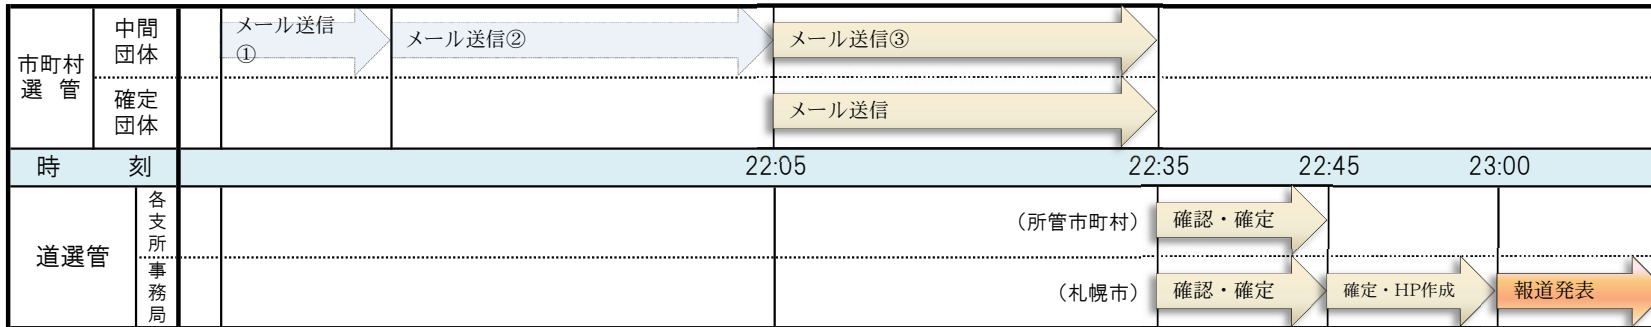 市町村
選　管
中間
団体
メール送信
①
メール送信②
メール送信③
確定
団体
メール送信
時　　　刻
22:05
22:35
22:45
23:00
道選管
各支所
（所管市町村）
確認・確定
事務局
（札幌市）
確認・確定
確定・HP作成
報道発表